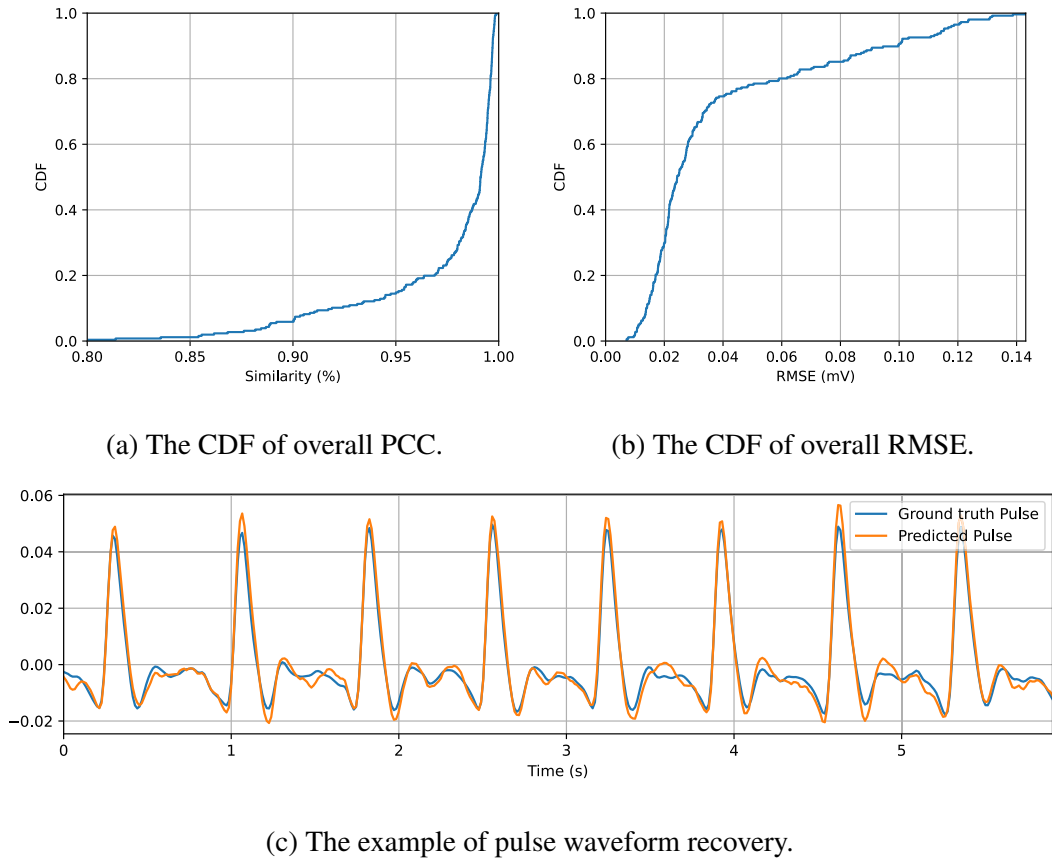 1.0
0.8
0.6
0.4
0.2
0.0
CDF
0.80 0.85 0.90 0.95 1.00
Similarity (%)
(a) The CDF of overall PCC.
1.0
0.8
0.6
0.4
0.2
0.0
CDF
0.00 0.02 0.04 0.06 0.08 0.10 0.12 0.14
RMSE (mV)
(b) The CDF of overall RMSE.
0.06
0.04
0.02
0.00
−0.02
Ground truth Pulse
Predicted Pulse
0 1 2 3 4 5
Time (s)
(c) The example of pulse waveform recovery.